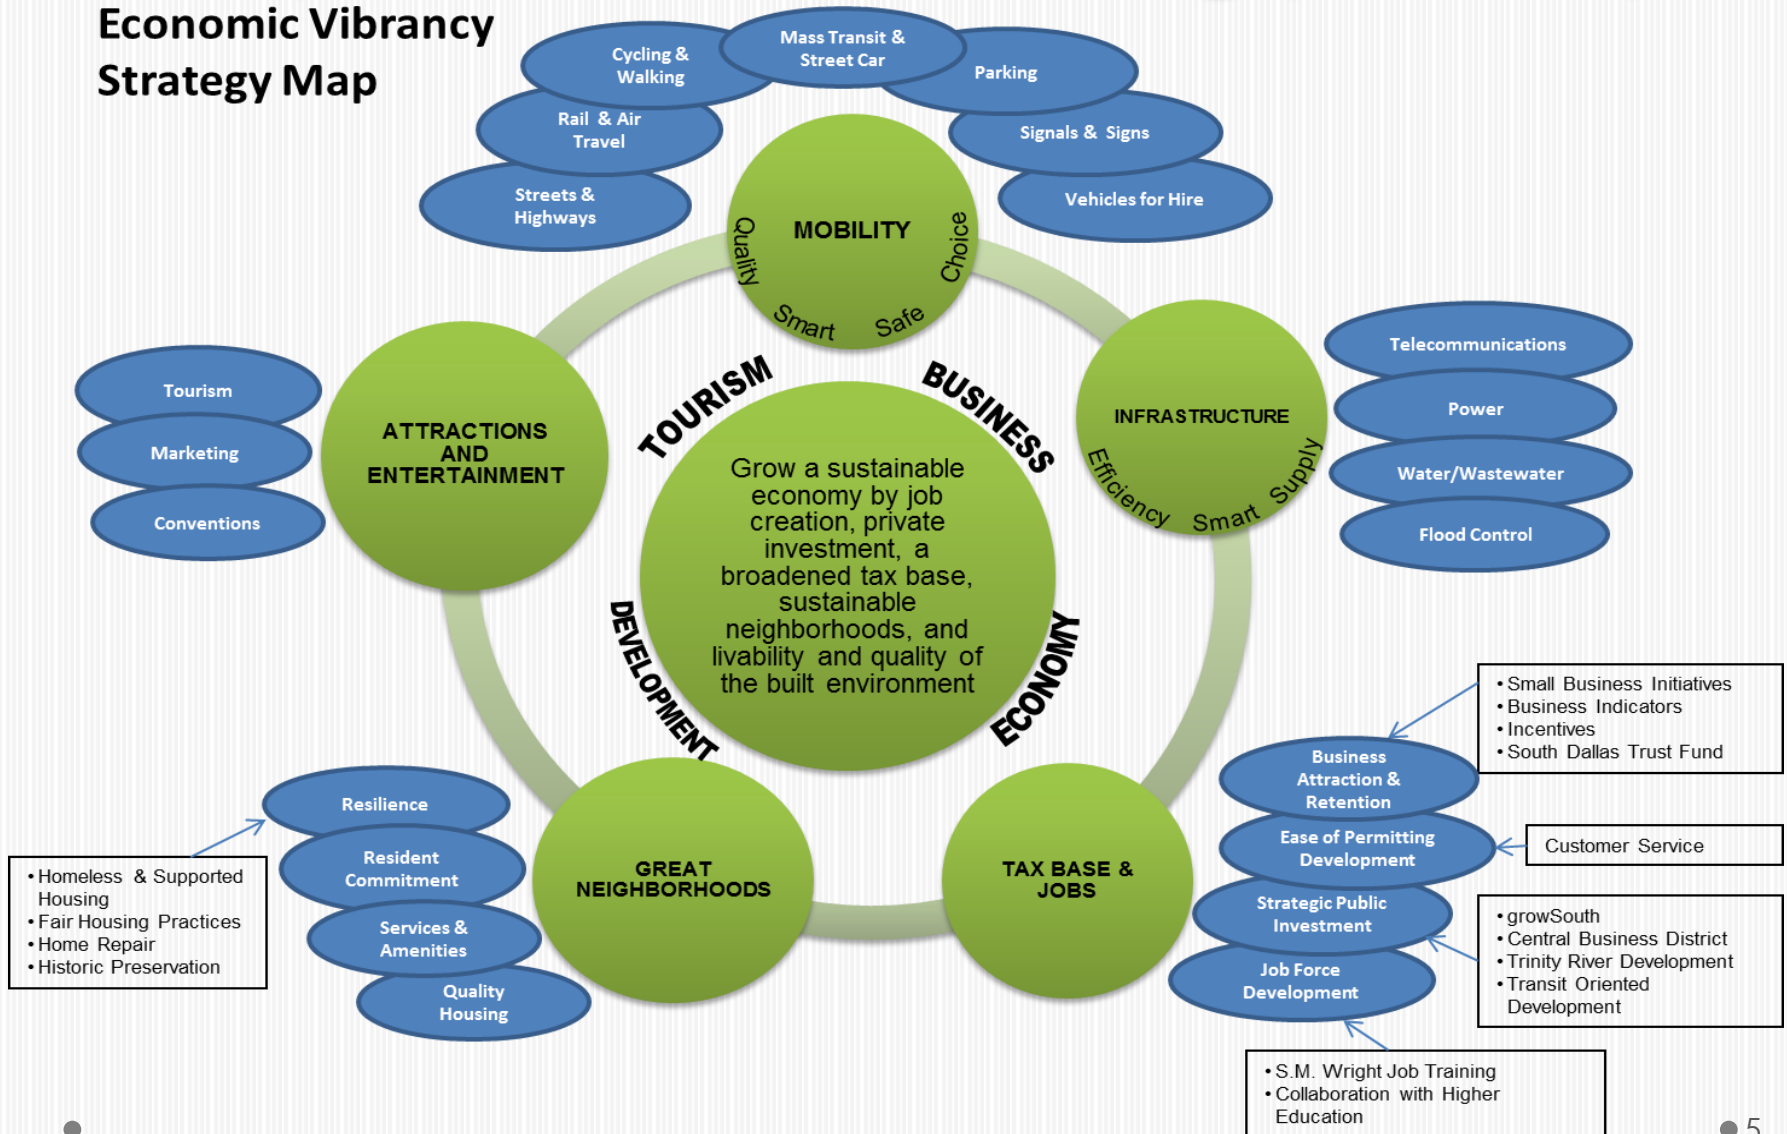 Economic Vibrancy
Strategy Map
Cycling &
Walking
Mass Transit &
Street Car
Parking
Rail & Air
Travel
Signals & Signs
Streets &
Highways
Vehicles for Hire
MOBILITY
Quality
Smart
Safe
Choice
Tourism
Marketing
Conventions
ATTRACTIONS
AND
ENTERTAINMENT
TOURISM
BUSINESS
INFRASTRUCTURE
Efficiency
Smart
Supply
Telecommunications
Power
Water/Wastewater
Flood Control
Grow a sustainable
economy by job
creation, private
investment, a
broadened tax base,
sustainable
neighborhoods, and
livability and quality of
the built environment
DEVELOPMENT
ECONOMY
Resilience
Resident
Commitment
Services &
Amenities
Quality
Housing
• Homeless & Supported
Housing
• Fair Housing Practices
• Home Repair
• Historic Preservation
GREAT
NEIGHBORHOODS
TAX BASE &
JOBS
Business
Attraction &
Retention
Ease of Permitting
Development
Strategic Public
Investment
Job Force
Development
• Small Business Initiatives
• Business Indicators
• Incentives
• South Dallas Trust Fund
Customer Service
• growSouth
• Central Business District
• Trinity River Development
• Transit Oriented
Development
• S.M. Wright Job Training
• Collaboration with Higher
Education
5